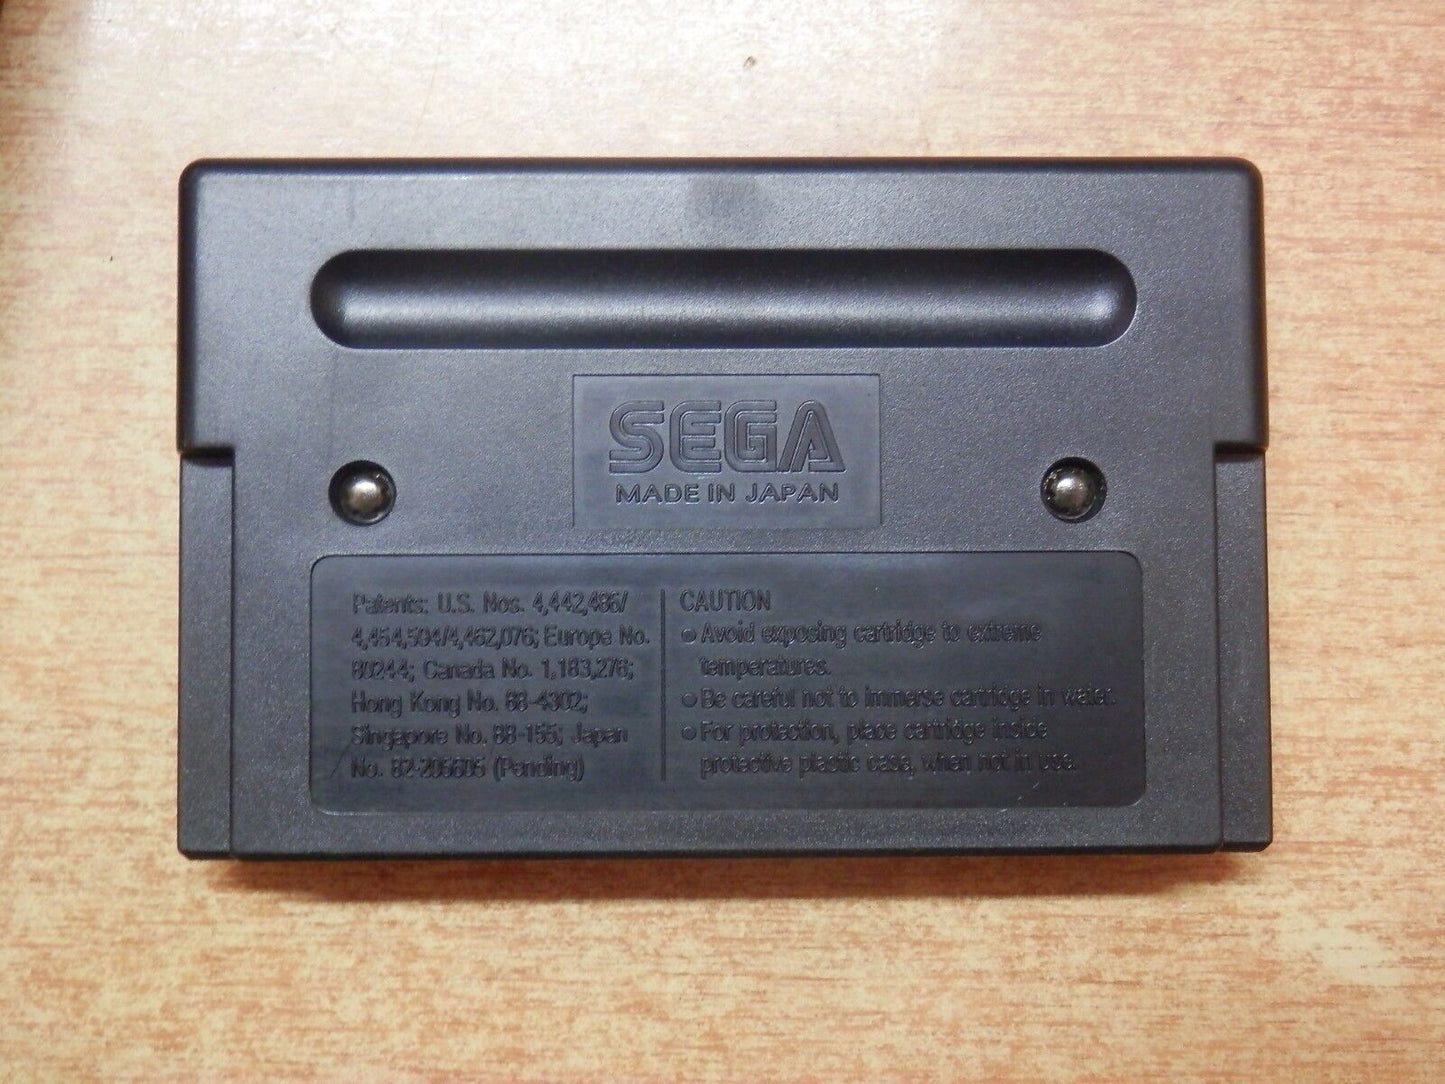 SEGA
MADE IN JAPAN
Patents: U.S. Nos. 4,442,486/
4,454,594/4,462,076; Europe No.
80244; Canada No. 1,183,276;
Hong Kong No. 88-4302;
Singapore No. 88-155; Japan
No. 82-205605 (Pending)
CAUTION
● Avoid exposing cartridge to extreme
temperatures.
● Be careful not to immerse cartridge in water.
● For protection, place cartridge inside
protective plastic case, when not in use.